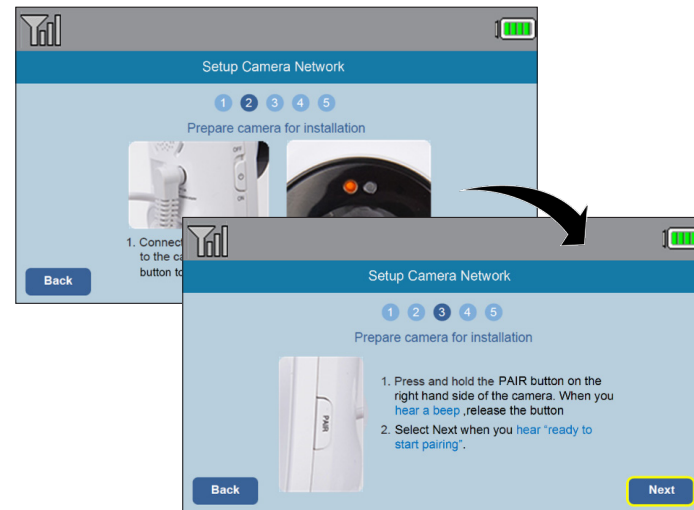 Setup Camera Network
1 2 3 4 5
Prepare camera for installation
OFF
ON
1. Connect
to the
button to
Back
Setup Camera Network
1 2 3 4 5
Prepare camera for installation
PAIR
1. Press and hold the PAIR button on the
right hand side of the camera. When you
hear a beep ,release the button
2. Select Next when you hear "ready to
start pairing".
Back
Next